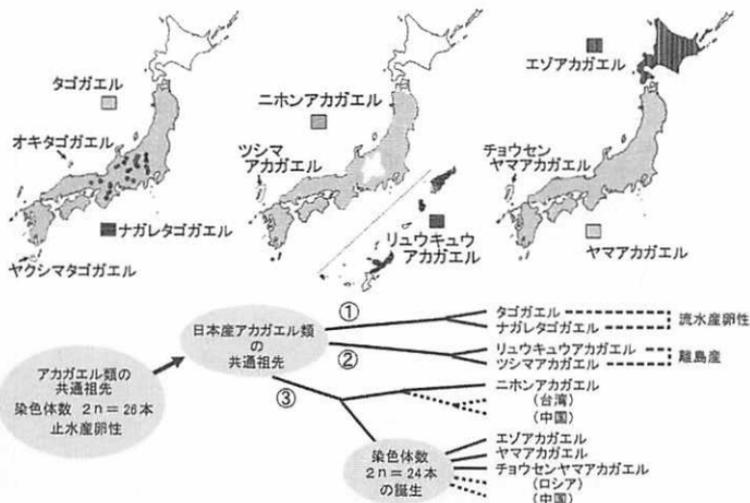 タゴガエル
オキタゴガエル
ナガレタゴガエル
ヤクシマタゴガエル
ニホンアカガエル
ツシマ
アカガエル
リュウキュウ
アカガエル
エゾアカガエル
チョウセン
ヤマアカガエル
ヤマアカガエル
アカガエル類の
共通祖先
染色体数 2n=26本
止水産卵性
日本産アカガエル類
の
共通祖先
①
②
③
タゴガエル
ナガレタゴガエル
流水産卵性
リュウキュウアカガエル
ツシマアカガエル
離島産
ニホンアカガエル
(台湾)
(中国)
染色体数
2n=24本
の誕生
エゾアカガエル
ヤマアカガエル
チョウセンヤマアカガエル
(ロシア)
(中国)